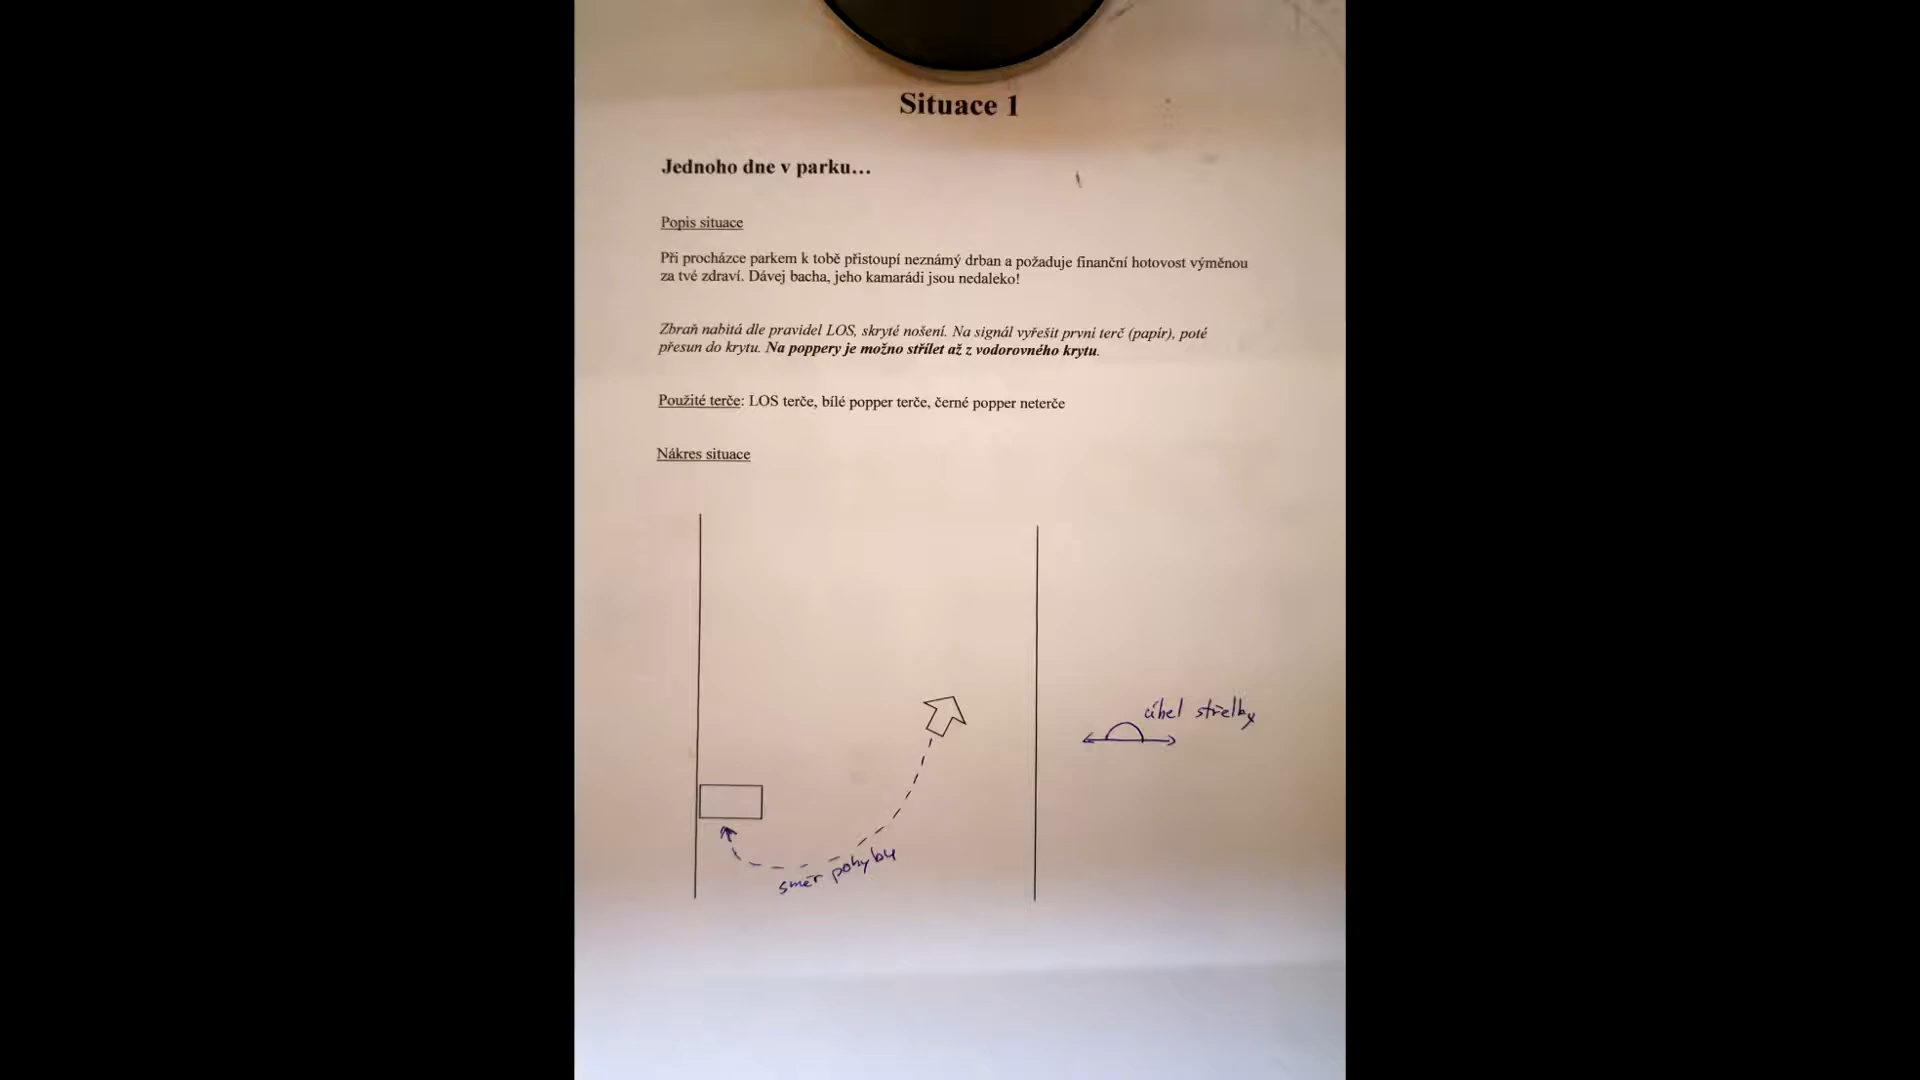 Situace 1
Jednoho dne v parku…
Popis situace
Při procházce parkem k tobě přistoupí neznámý drban a požaduje finanční hotovost výměnou
za tvé zdraví. Dávej bacha, jeho kamarádi jsou nedaleko!
Zbraň nabitá dle pravidel LOS, skryté nošení. Na signál vyřešit první terč (papír), poté
přesun do krytu. Na poppery je možno střílet až z vodorovného krytu.
Použité terče: LOS terče, bílé popper terče, černé popper neterče
Nákres situace
úhel střelby
směr pohybu